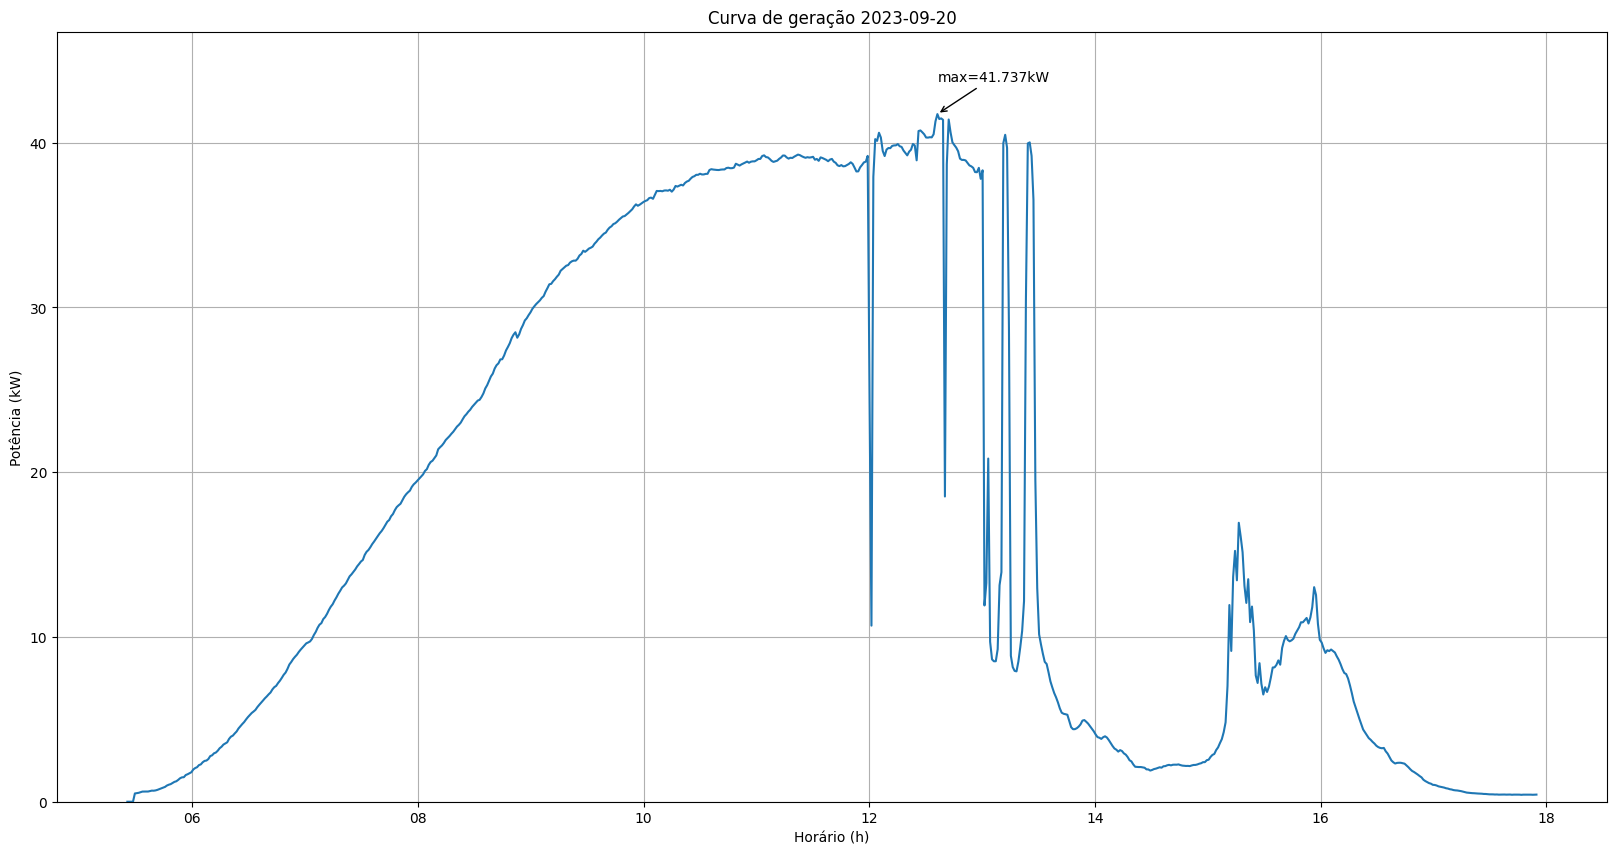 Curva de geração 2023-09-20
max=41.737kW
Potência (kW)
40
30
20
10
0
06 08 10 12 14 16 18
Horário (h)